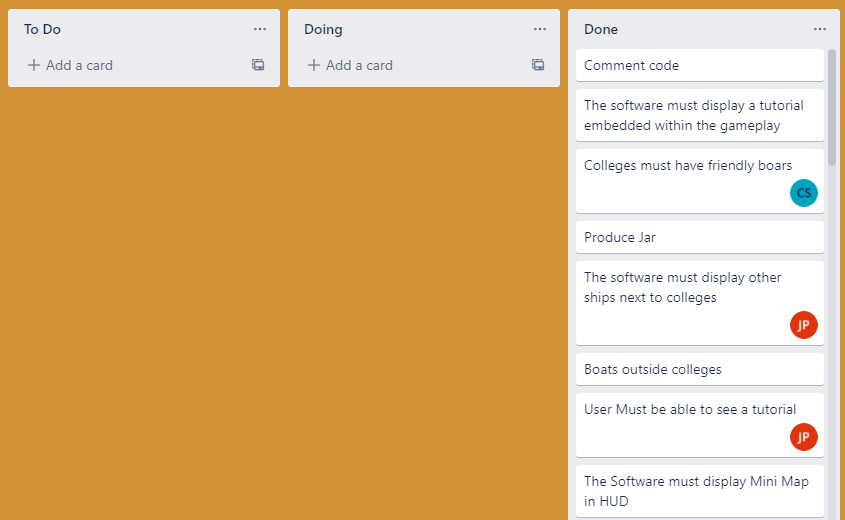 To Do
Add a card
Doing
Add a card
Done
Comment code
The software must display a tutorial
embedded within the gameplay
Colleges must have friendly boars
CS
Produce Jar
The software must display other
ships next to colleges
JP
Boats outside colleges
User Must be able to see a tutorial
JP
The Software must display Mini Map
in HUD